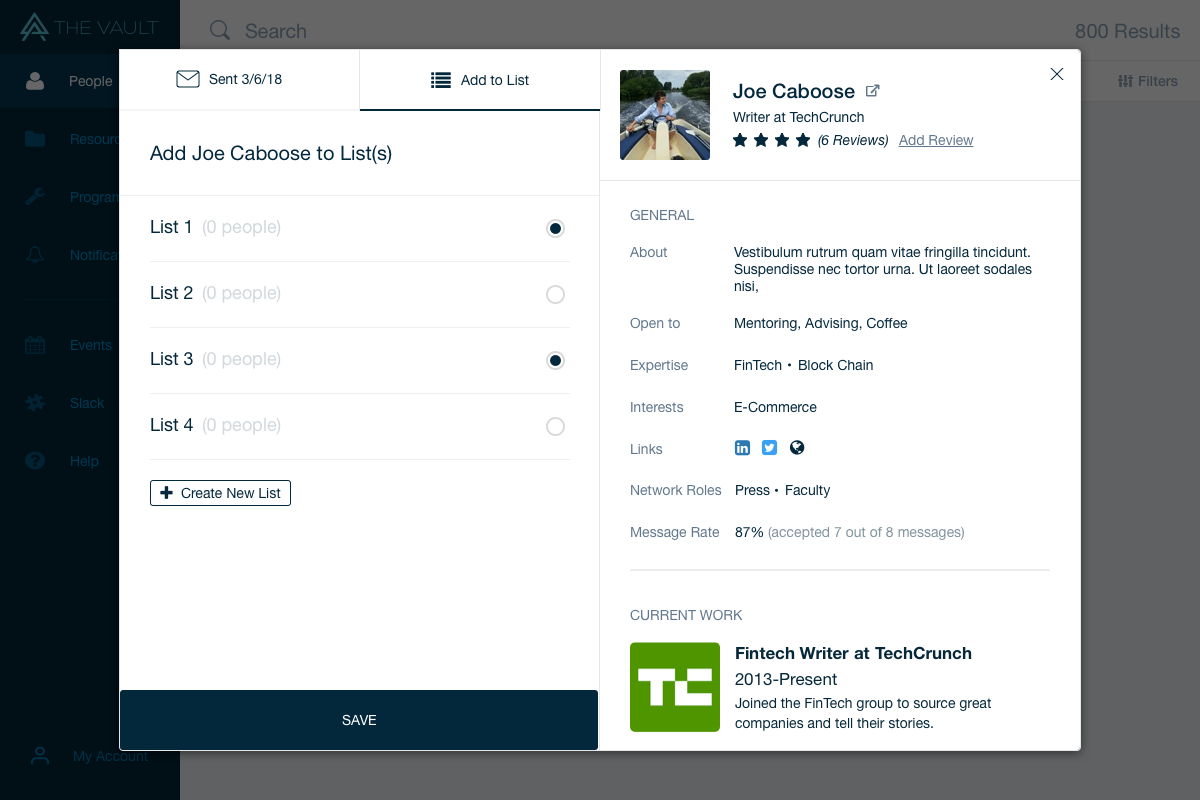 THE VAULT
Search
800 Results
Filters
People
Resour
Program
Notifica
Events
Slack
Help
My Account
Sent 3/6/18
Add to List
Add Joe Caboose to List(s)
List 1 (0 people)
List 2 (0 people)
List 3 (0 people)
List 4 (0 people)
Create New List
SAVE
Joe Caboose
Writer at TechCrunch
(6 Reviews) Add Review
GENERAL
About Vestibulum rutrum quam vitae fringilla tincidunt.
Suspendisse nec tortor urna. Ut laoreet sodales
nisi,
Open to Mentoring, Advising, Coffee
Expertise FinTech • Block Chain
Interests E-Commerce
Links in
Network Roles Press • Faculty
Message Rate 87% (accepted 7 out of 8 messages)
CURRENT WORK
TC
Fintech Writer at TechCrunch
2013-Present
Joined the FinTech group to source great
companies and tell their stories.